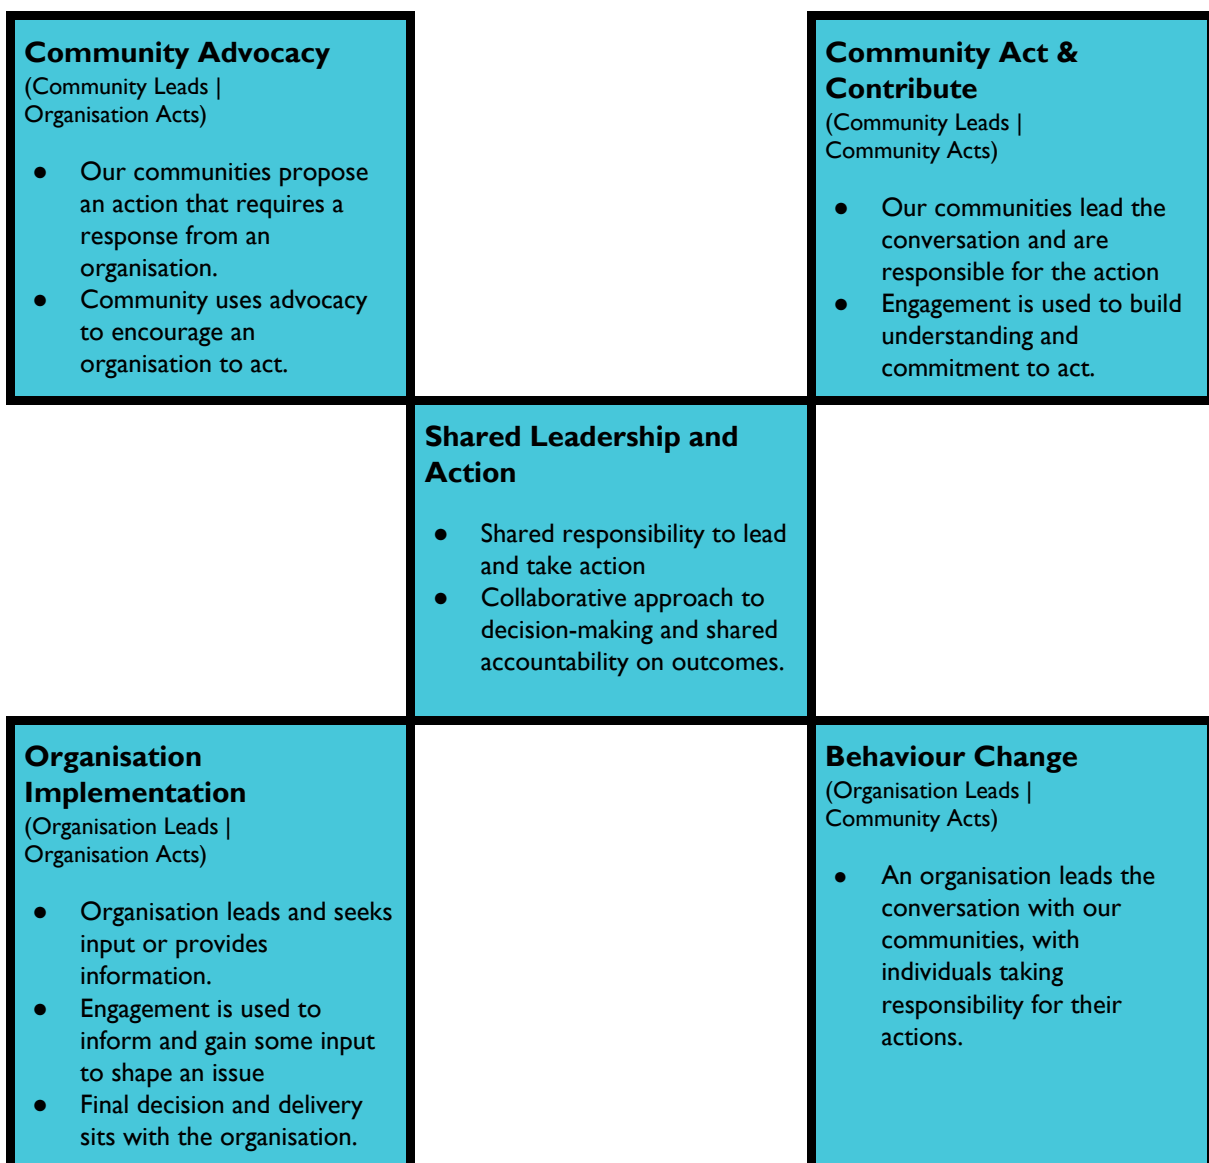 Community Advocacy
(Community Leads |
Organisation Acts)
● Our communities propose
an action that requires a
response from an
organisation.
● Community uses advocacy
to encourage an
organisation to act.
Community Act &
Contribute
(Community Leads |
Community Acts)
● Our communities lead the
conversation and are
responsible for the action
● Engagement is used to build
understanding and
commitment to act.
Shared Leadership and
Action
● Shared responsibility to lead
and take action
● Collaborative approach to
decision-making and shared
accountability on outcomes.
Organisation
Implementation
(Organisation Leads |
Organisation Acts)
● Organisation leads and seeks
input or provides
information.
● Engagement is used to
inform and gain some input
to shape an issue
● Final decision and delivery
sits with the organisation.
Behaviour Change
(Organisation Leads |
Community Acts)
● An organisation leads the
conversation with our
communities, with
individuals taking
responsibility for their
actions.